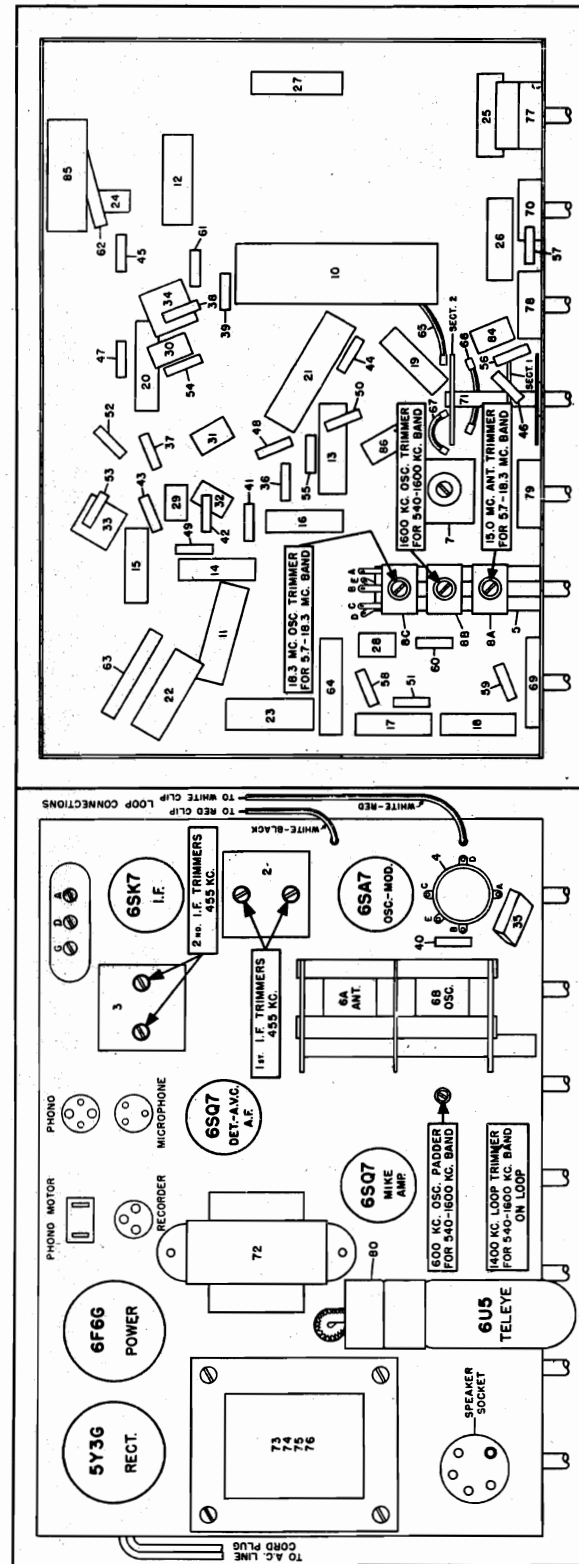 TO A.C. LINE
CORD PLUG
5Y3G
RECT.
6F6G
POWER
PHONO MOTOR
RECORDER
PHONO
MICROPHONE
3
G D A
6SK7
I.F.
2ND. I.F. TRIMMERS
455 KC.
LOOP CONNECTIONS
TO WHITE CLIP
TO RED CLIP
WHITE-BLACK
WHITE-RED
2-
1ST. I.F. TRIMMERS
455 KC.
6SQ7
DET.-A.V.C.
A.F.
72
73
74
75
76
6SQ7
MIKE
AMP.
80
6U5
TELEYE
SPEAKER
SOCKET
6A
ANT.
6B
OSC.
6SA7
OSC.-MOD.
4
C
E
D
B
A
40
35
600 KC. OSC. PADDER
FOR 540-1600 KC. BAND
1400 KC. LOOP TRIMMER
FOR 540-1600 KC. BAND
ON LOOP
63
22
11
23
15
14
43
53
33
29
49
32
42
41
52
37
31
47
20
30
54
34
38
39
61
45
62
24
85
12
27
16
36
48
55
13
50
21
44
10
86
19
65
SECT. 2
67
68
71
SECT. 1
46
56
84
78
26
57
70
25
77
79
7
18.3 MC. OSC. TRIMMER
FOR 5.7-18.3 MC. BAND
1600 KC. OSC. TRIMMER
FOR 540-1600 KC. BAND
15.0 MC. ANT. TRIMMER
FOR 5.7-18.3 MC. BAND
D C B E A
8C
8B
8A
5
64
28
60
58
51
59
17
18
69